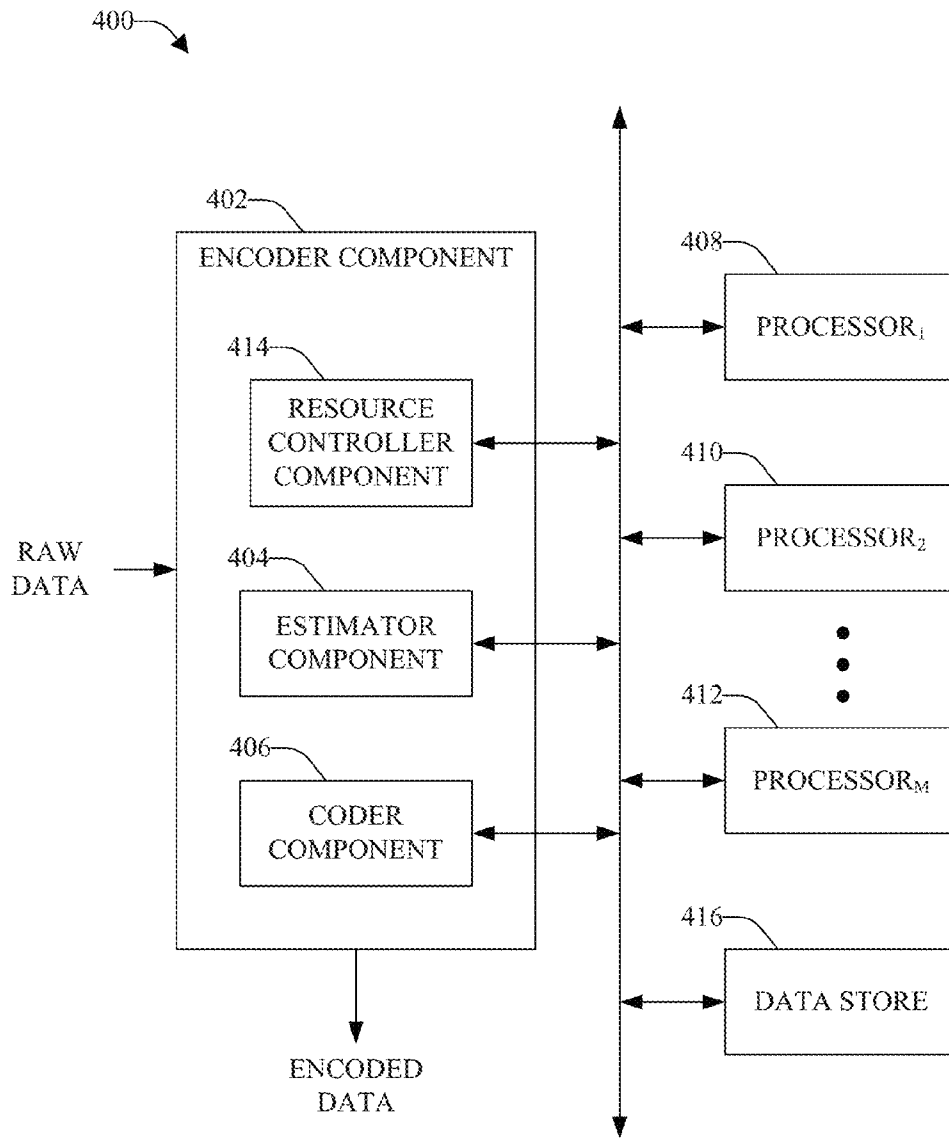 400
402
ENCODER COMPONENT
414
RESOURCE
CONTROLLER
COMPONENT
RAW
DATA
404
ESTIMATOR
COMPONENT
406
CODER
COMPONENT
ENCODED
DATA
408
PROCESSOR₁
410
PROCESSOR₂
412
PROCESSORM
416
DATA STORE